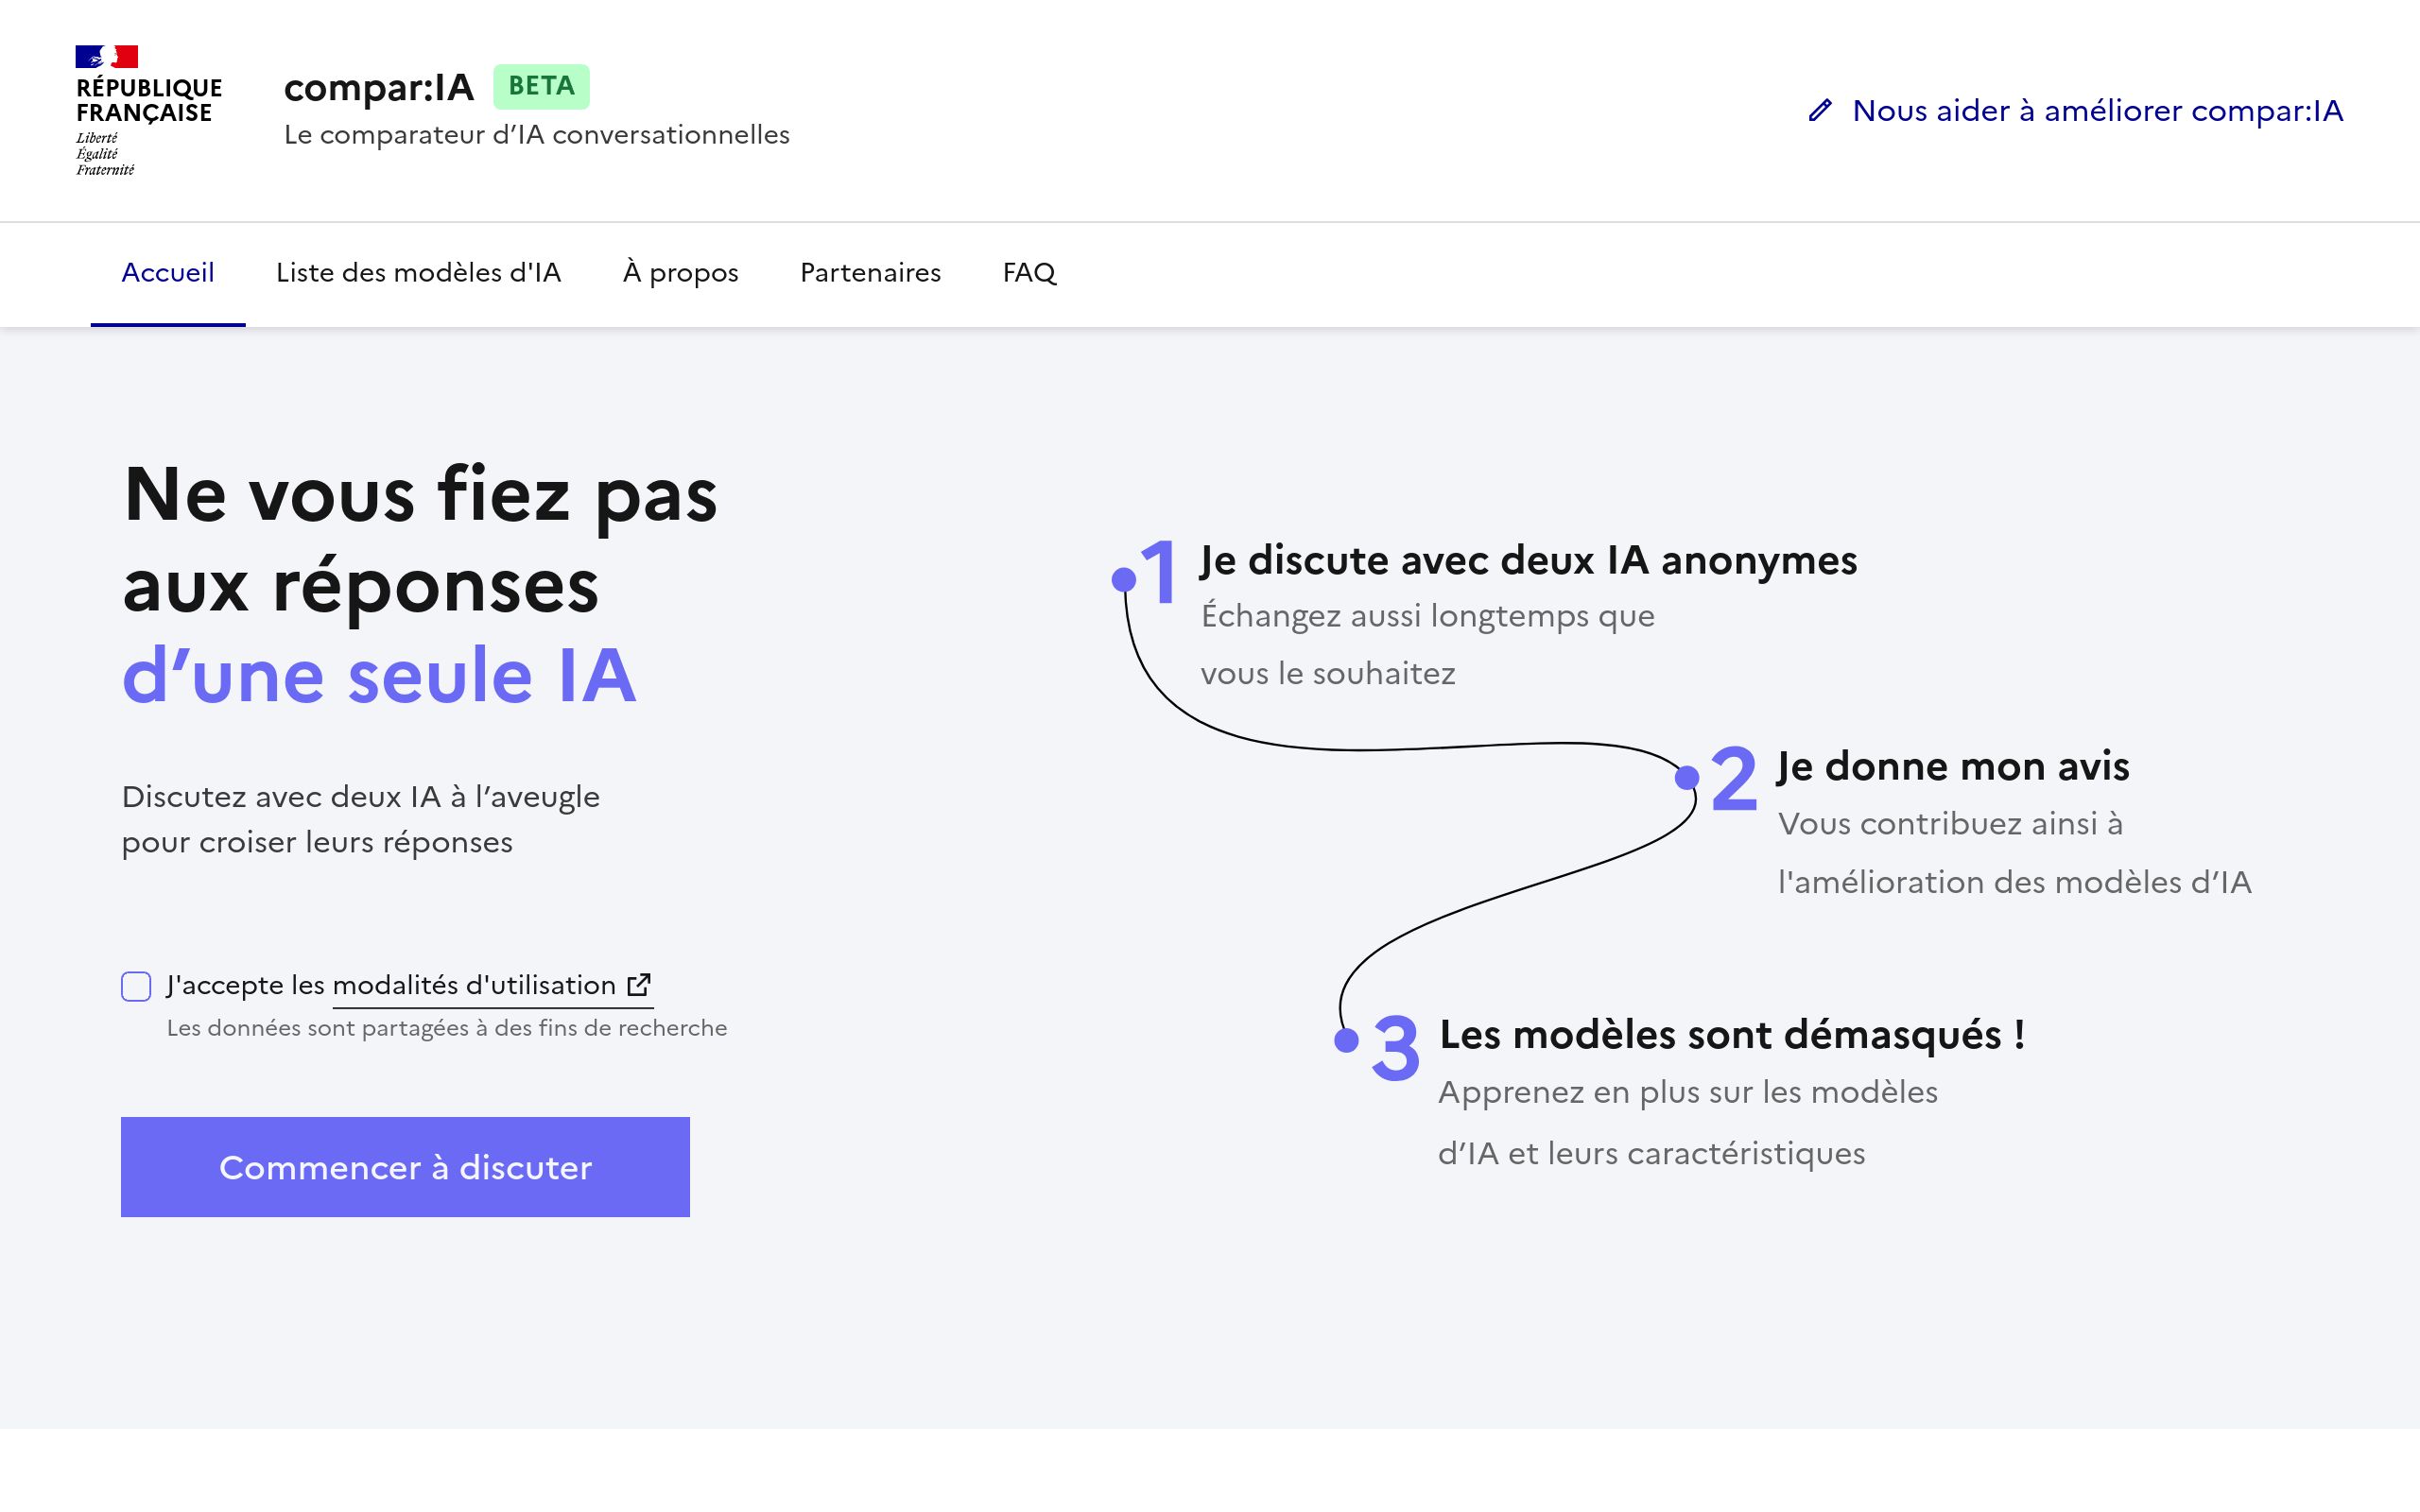 RÉPUBLIQUE
FRANÇAISE
Liberté
Égalité
Fraternité
compar:IA BETA
Le comparateur d’IA conversationnelles
Nous aider à améliorer compar:IA
Accueil Liste des modèles d'IA À propos Partenaires FAQ
Ne vous fiez pas
aux réponses
d’une seule IA
Discutez avec deux IA à l’aveugle
pour croiser leurs réponses
J'accepte les modalités d'utilisation
Les données sont partagées à des fins de recherche
Commencer à discuter
1 Je discute avec deux IA anonymes
Échangez aussi longtemps que
vous le souhaitez
2 Je donne mon avis
Vous contribuez ainsi à
l'amélioration des modèles d’IA
3 Les modèles sont démasqués !
Apprenez en plus sur les modèles
d’IA et leurs caractéristiques